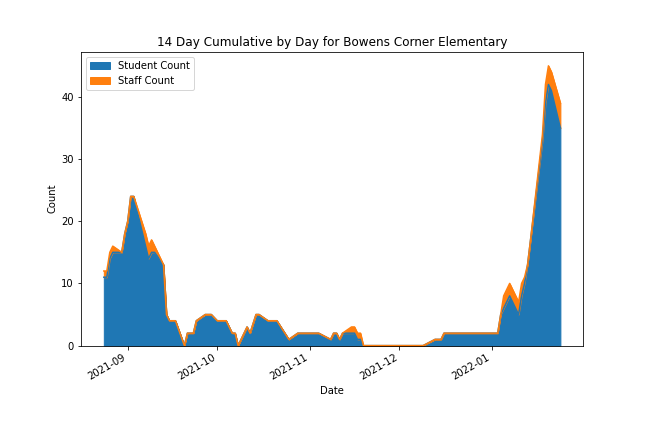 14 Day Cumulative by Day for Bowens Corner Elementary
Student Count
Staff Count
40
30
20
10
0
Count
2021-09
2021-10
2021-11
2021-12
2022-01
Date